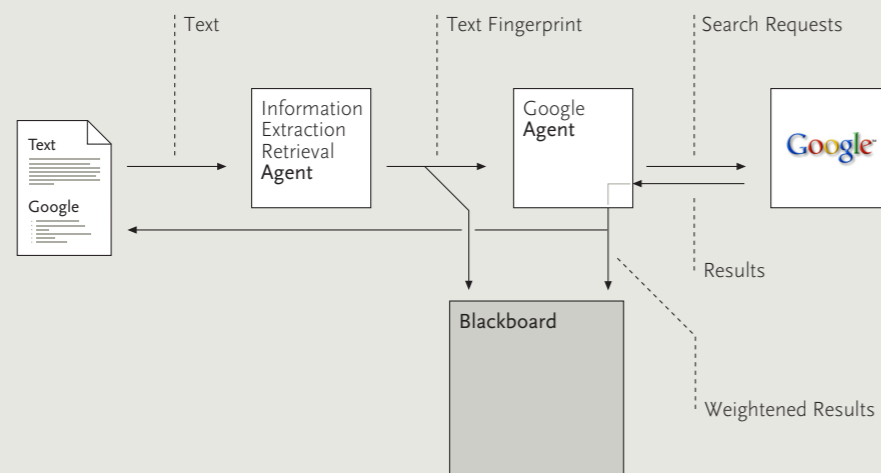 Text
Text Fingerprint
Search Requests
Information
Extraction
Retrieval
Agent
Google
Agent
Google
Text
Google
Results
Blackboard
Weightened Results